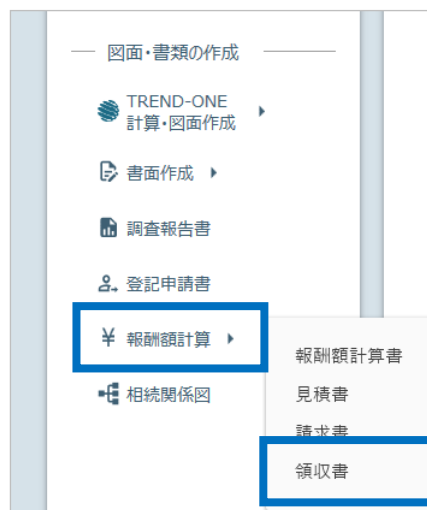 図面・書類の作成
TREND-ONE
計算・図面作成
書面作成
調査報告書
登記申請書
¥ 報酬額計算
相続関係図
報酬額計算書
見積書
請求書
領収書